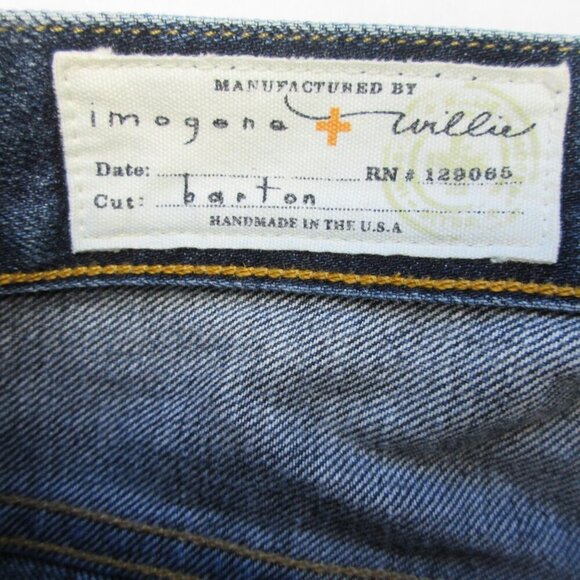 MANUFACTURED BY
imogene + willie
Date: RN # 129065
Cut: barton
HANDMADE IN THE U.S.A